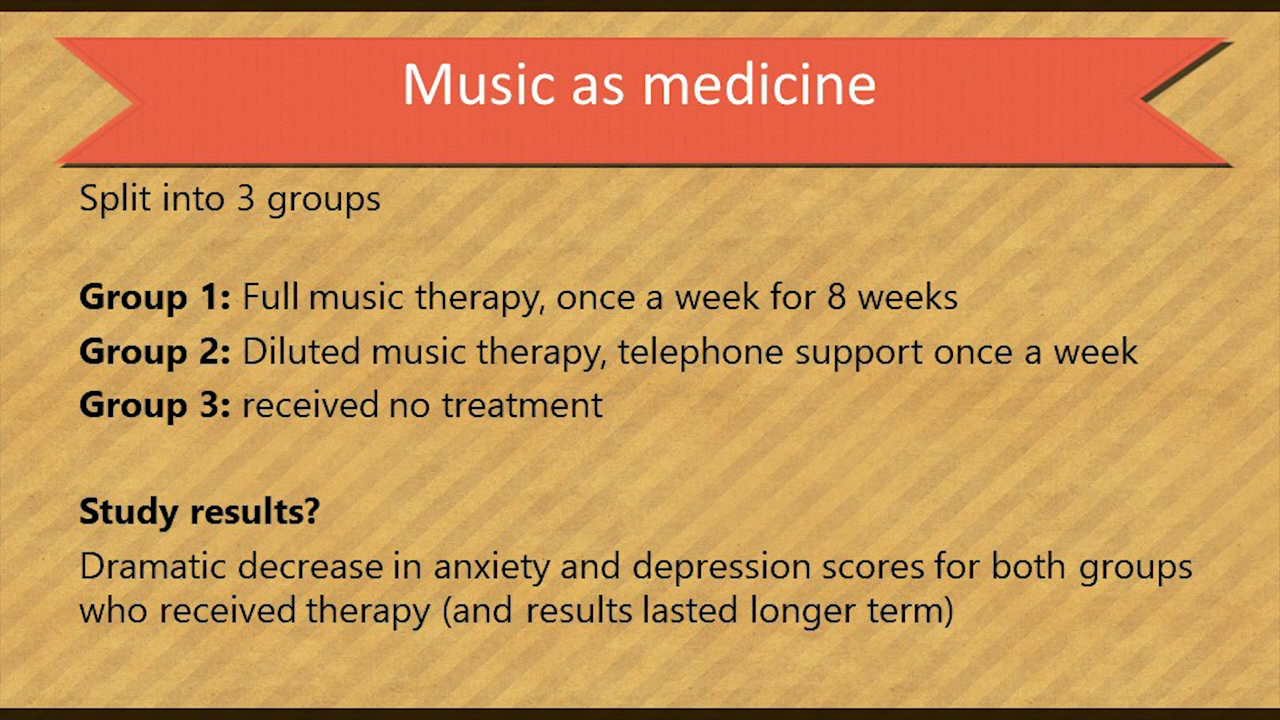 Music as medicine
Split into 3 groups
Group 1: Full music therapy, once a week for 8 weeks
Group 2: Diluted music therapy, telephone support once a week
Group 3: received no treatment
Study results?
Dramatic decrease in anxiety and depression scores for both groups
who received therapy (and results lasted longer term)